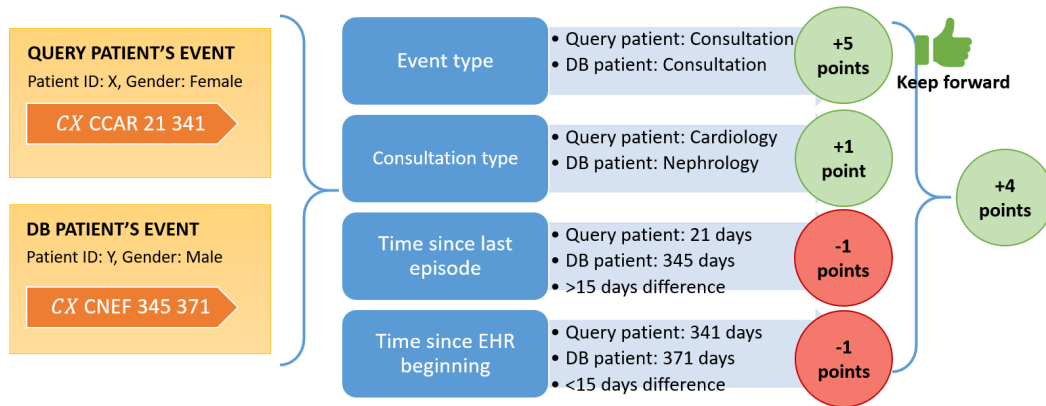 QUERY PATIENT'S EVENT
Patient ID: X, Gender: Female
CX CCAR 21 341
DB PATIENT'S EVENT
Patient ID: Y, Gender: Male
CX CNEF 345 371
Event type
• Query patient: Consultation
• DB patient: Consultation
+5
points
Keep forward
Consultation type
• Query patient: Cardiology
• DB patient: Nephrology
+1
point
Time since last
episode
• Query patient: 21 days
• DB patient: 345 days
• >15 days difference
-1
points
Time since EHR
beginning
• Query patient: 341 days
• DB patient: 371 days
• <15 days difference
-1
points
+4
points